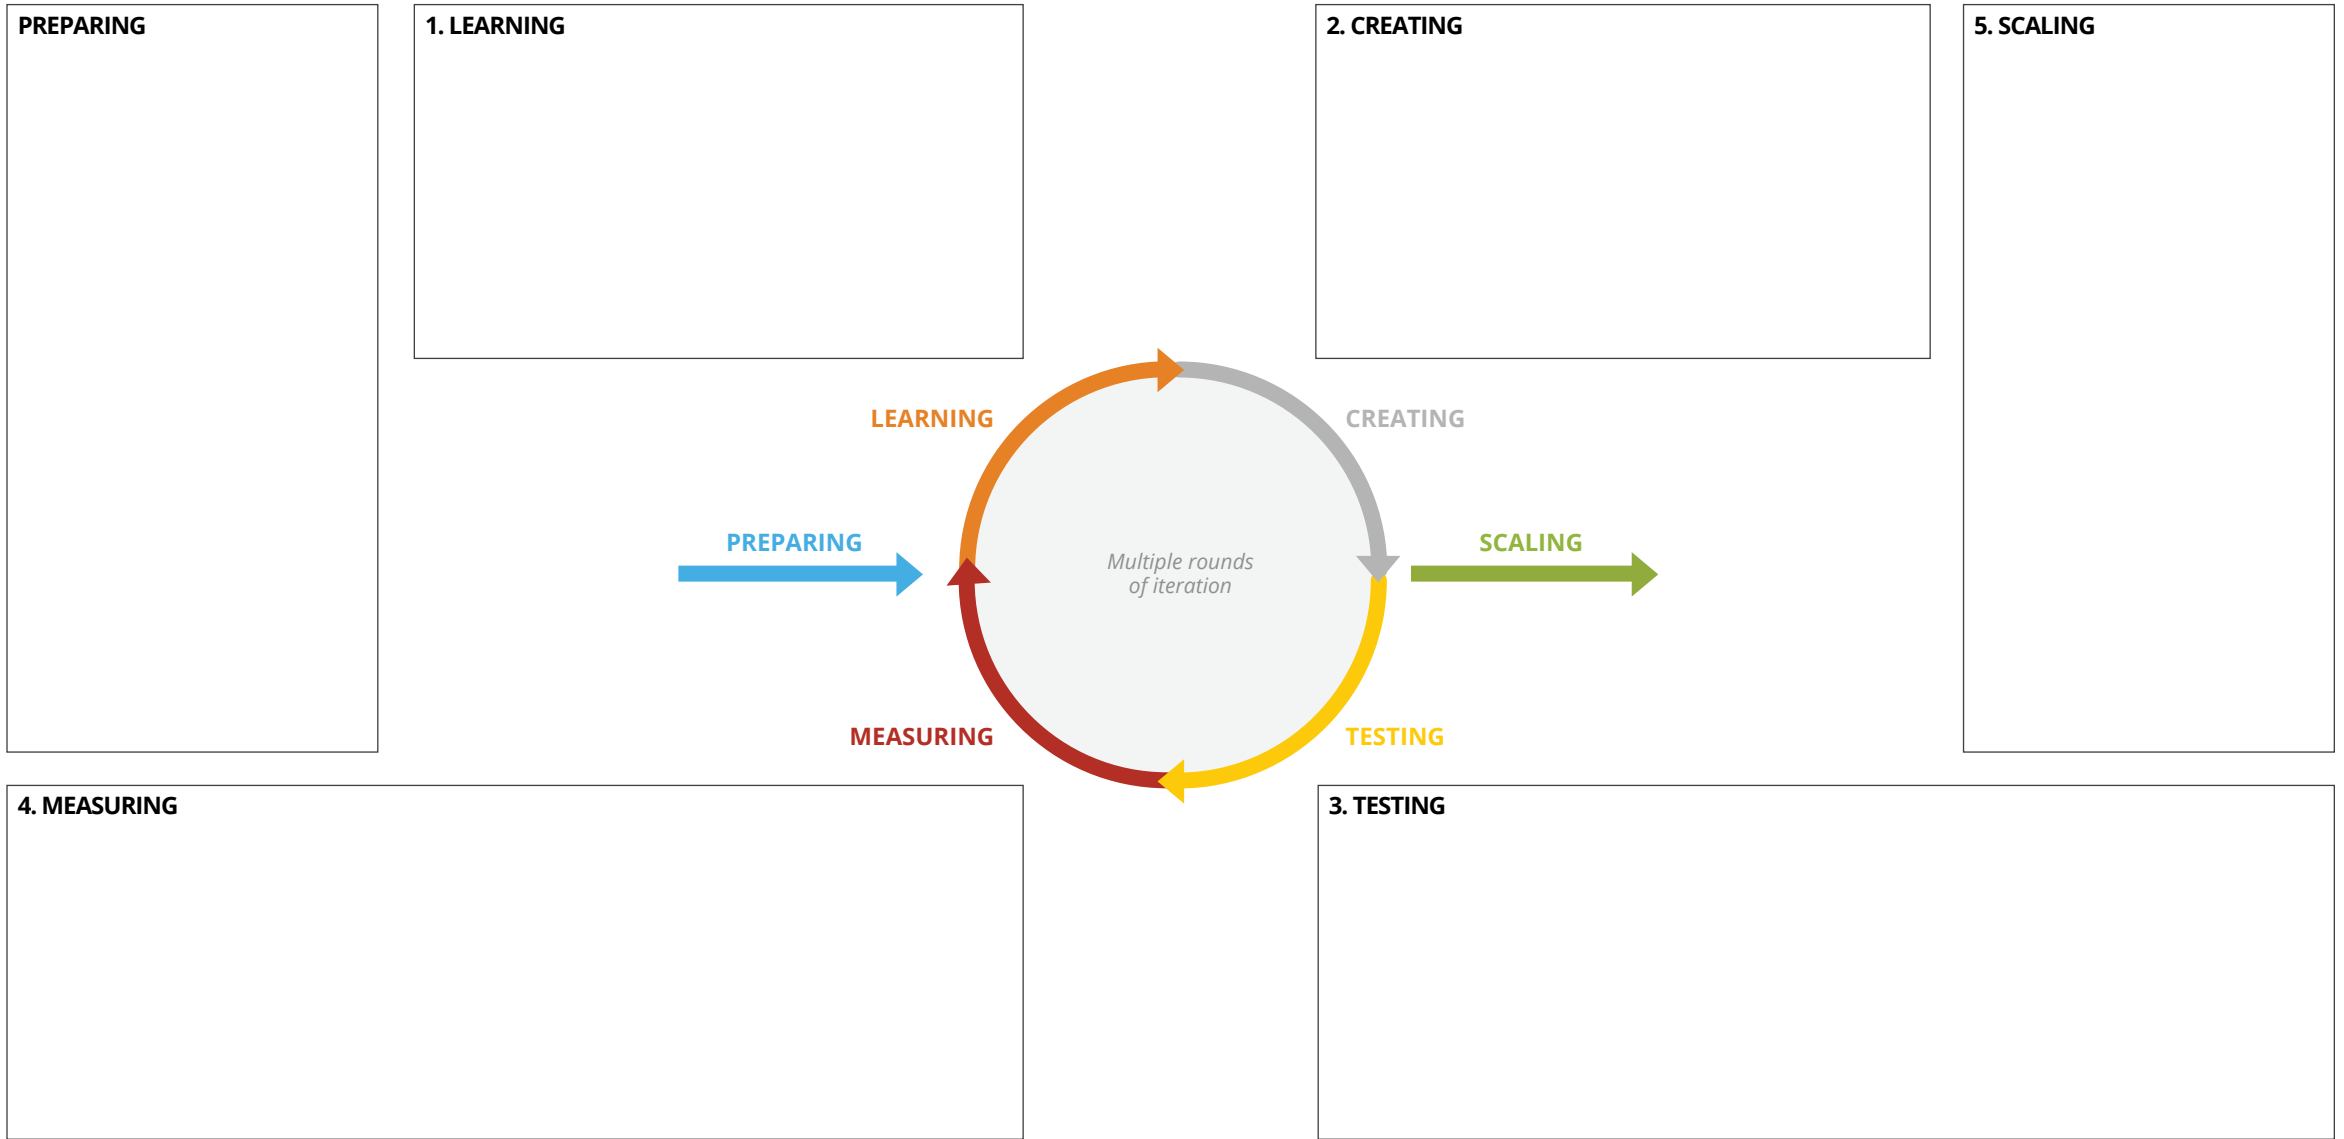 PREPARING
1. LEARNING
2. CREATING
5. SCALING
LEARNING
CREATING
PREPARING
Multiple rounds
of iteration
SCALING
MEASURING
TESTING
4. MEASURING
3. TESTING